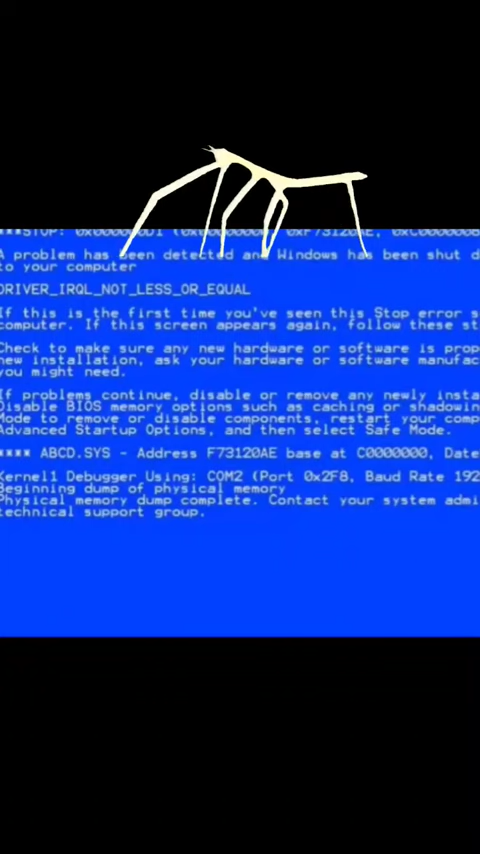 ***STOP: 0x000000D1 (0x
0xF73120AE, 0xC0000008
A problem has been detected and Windows has been shut d
to your computer
DRIVER_IRQL_NOT_LESS_OR_EQUAL
If this is the first time you've seen this Stop error s
computer. If this screen appears again, follow these st
Check to make sure any new hardware or software is prop
new installation, ask your hardware or software manufac
you might need.
If problems continue, disable or remove any newly insta
Disable BIOS memory options such as caching or shadowin
Mode to remove or disable components, restart your comp
Advanced Startup Options, and then select Safe Mode.
**** ABCD.SYS - Address F73120AE base at C0000000, Date
Kernel1 Debugger Using: COM2 (Port 0x2F8, Baud Rate 192
Beginning dump of physical memory
Physical memory dump complete. Contact your system admi
technical support group.